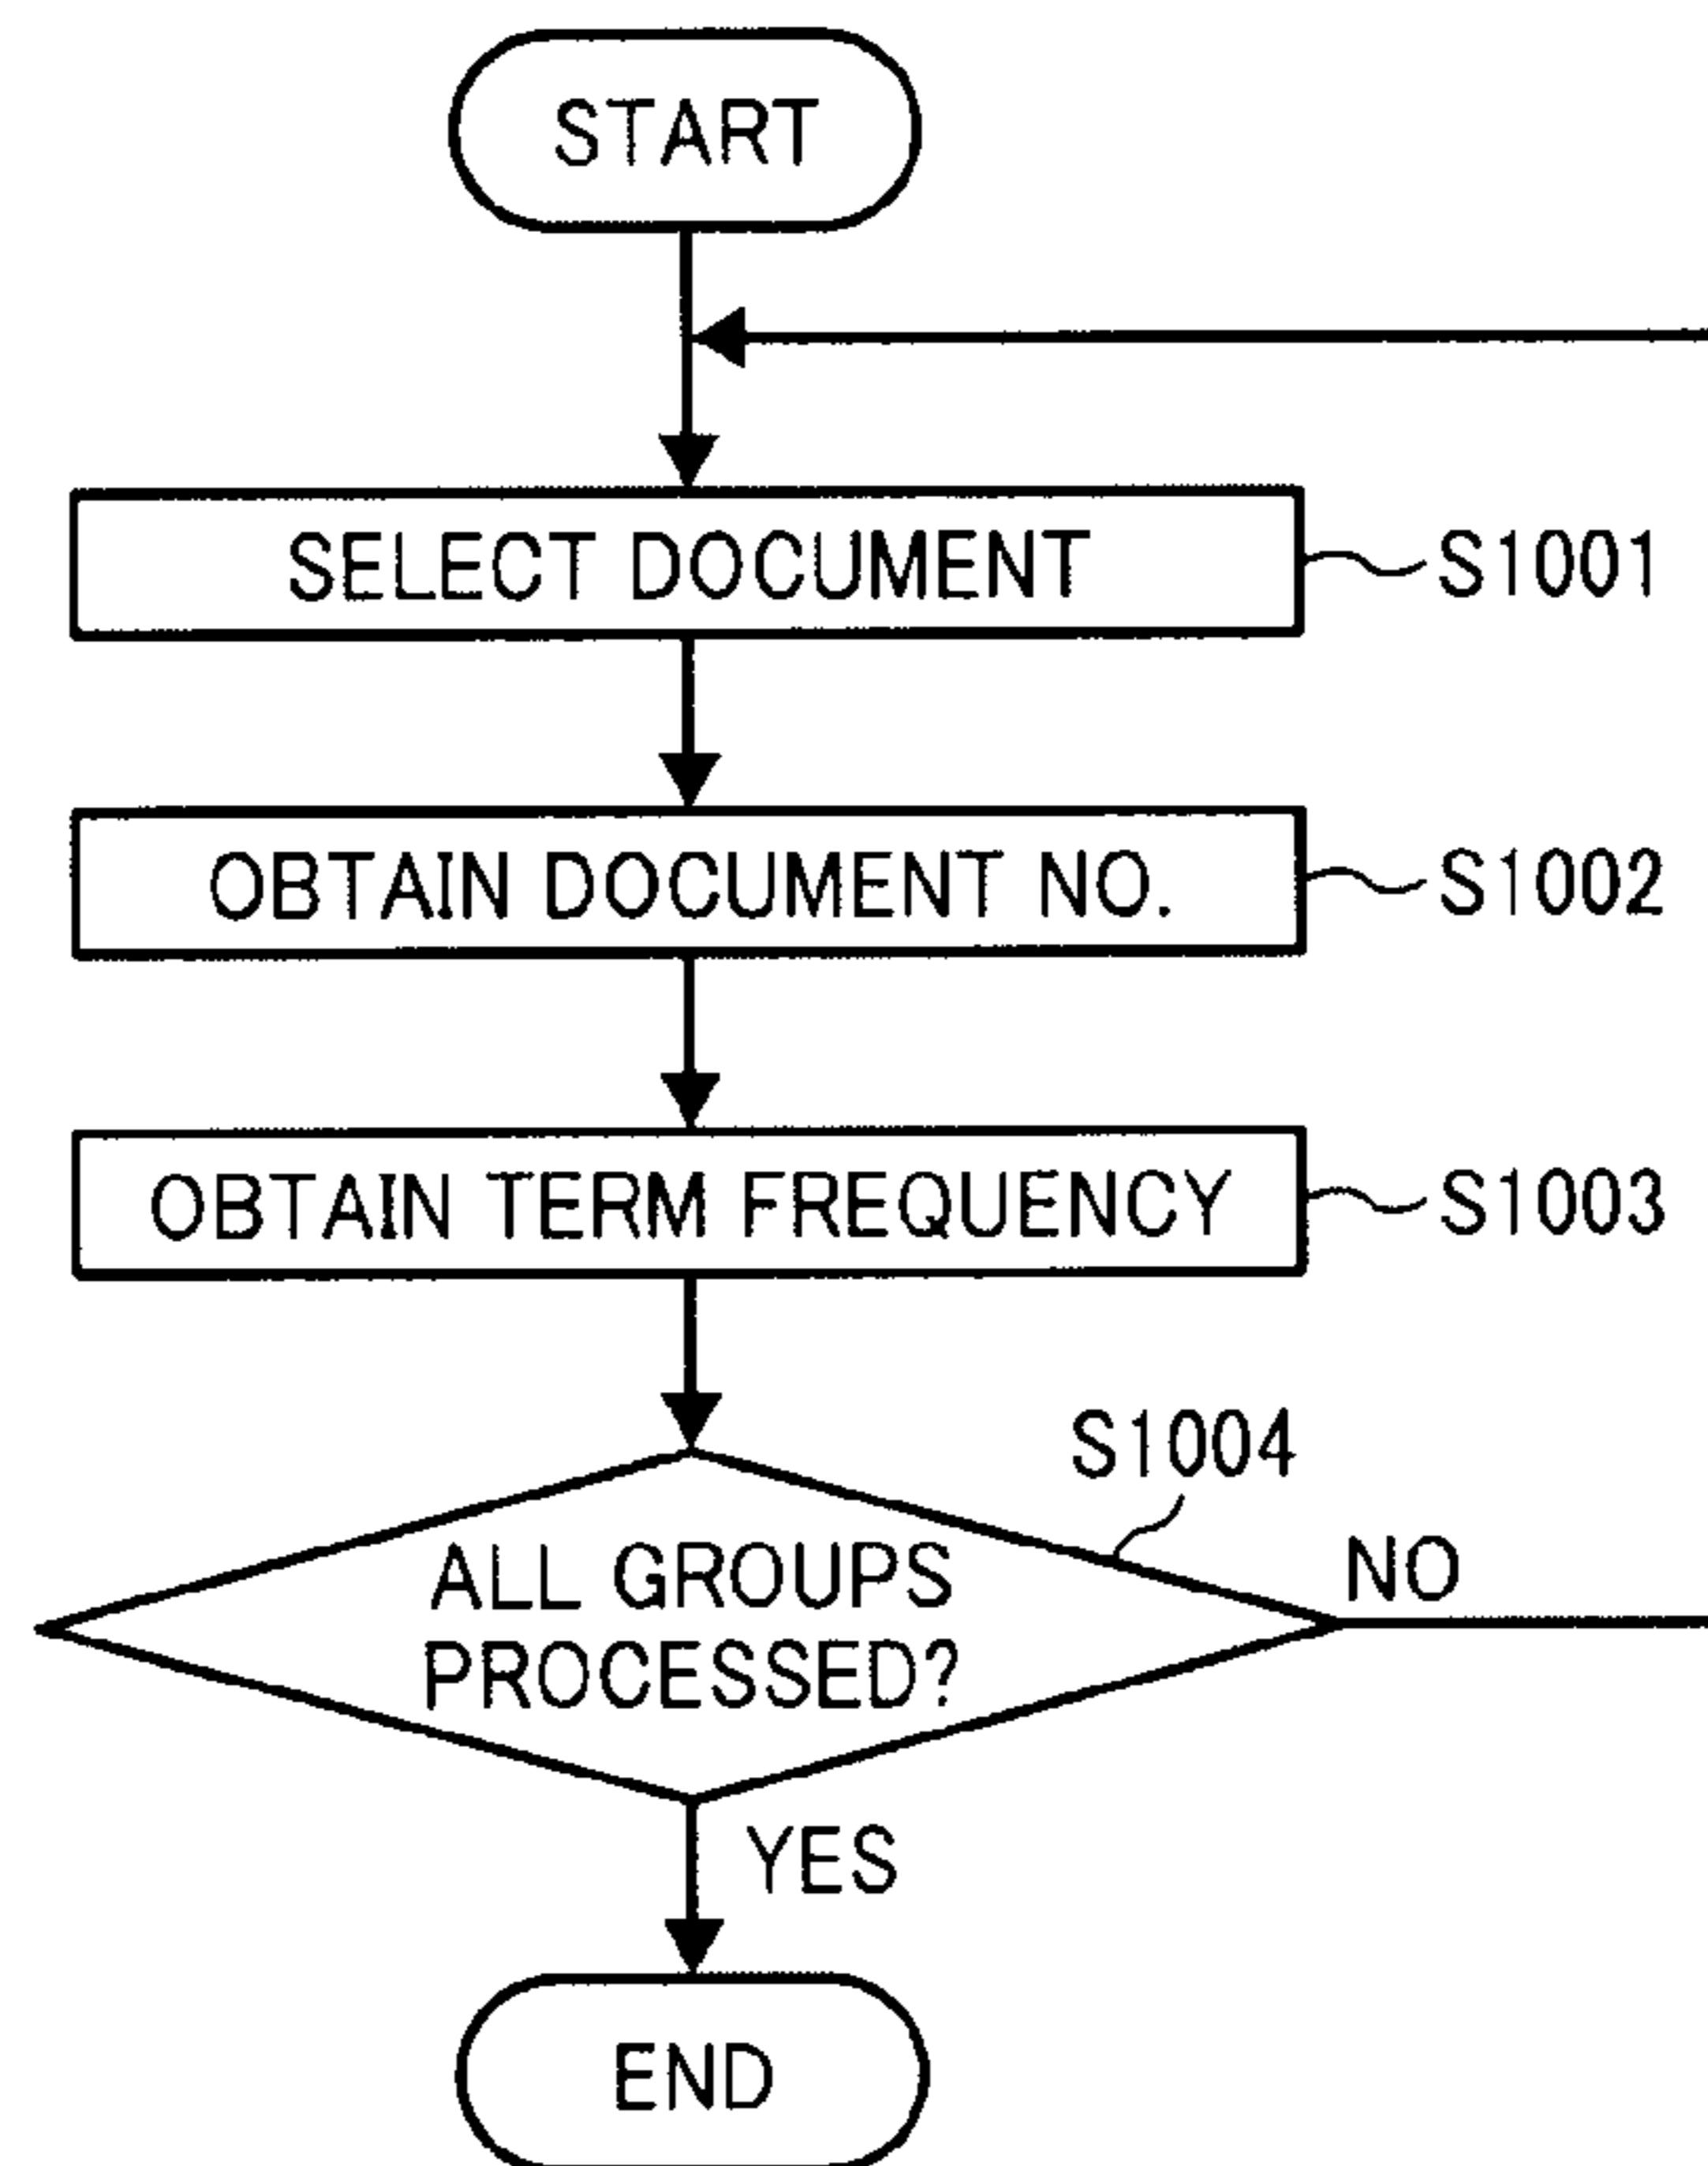 START
SELECT DOCUMENT
S1001
OBTAIN DOCUMENT NO.
S1002
OBTAIN TERM FREQUENCY
S1003
S1004
ALL GROUPS
PROCESSED?
NO
YES
END